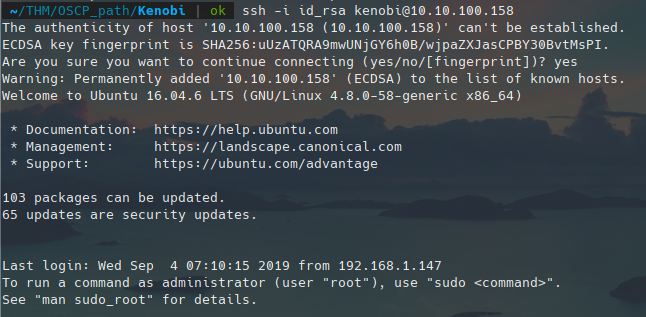 ~/THM/OSCP_path/Kenobi | ok ssh -i id_rsa kenobi@10.10.100.158
The authenticity of host '10.10.100.158 (10.10.100.158)' can't be established.
ECDSA key fingerprint is SHA256:uUzATQRA9mwUNjGY6h0B/wjpaZXJasCPBY30BvtMsPI.
Are you sure you want to continue connecting (yes/no/[fingerprint])? yes
Warning: Permanently added '10.10.100.158' (ECDSA) to the list of known hosts.
Welcome to Ubuntu 16.04.6 LTS (GNU/Linux 4.8.0-58-generic x86_64)

 * Documentation:  https://help.ubuntu.com
 * Management:     https://landscape.canonical.com
 * Support:        https://ubuntu.com/advantage

103 packages can be updated.
65 updates are security updates.


Last login: Wed Sep  4 07:10:15 2019 from 192.168.1.147
To run a command as administrator (user "root"), use "sudo <command>".
See "man sudo_root" for details.